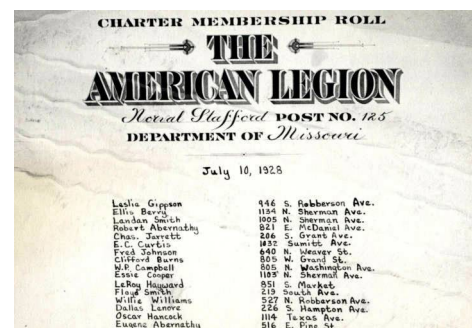 CHARTER MEMBERSHIP ROLL
THE
AMERICAN LEGION
Norval Stafford POST NO. 125
DEPARTMENT OF Missouri
July 10, 1928
Leslie Gippson 946 S. Robberson Ave.
Ellis Berry 1134 N. Sherman Ave.
Landan Smith 1005 N. Sherman Ave.
Robert Abernathy 821 E. McDaniel Ave.
Chas. Jarrett 206 S. Grant Ave.
E.C. Curtis 1032 Sumitt Ave.
Fred Johnson 640 N. Weaver St.
Clifford Burns 805 W. Grand St.
W.P. Campbell 805 N. Washington Ave.
Essie Cooper 1103 N. Sherman Ave.
LeRoy Hayward 851 S. Market
Floyd Smith 219 South Ave.
Willie Williams 527 N. Robberson Ave.
Dallas Lenore 226 S. Hampton Ave.
Oscar Hancock 1114 Texas Ave.
Eugene Abernathy 516 E. Pine St.